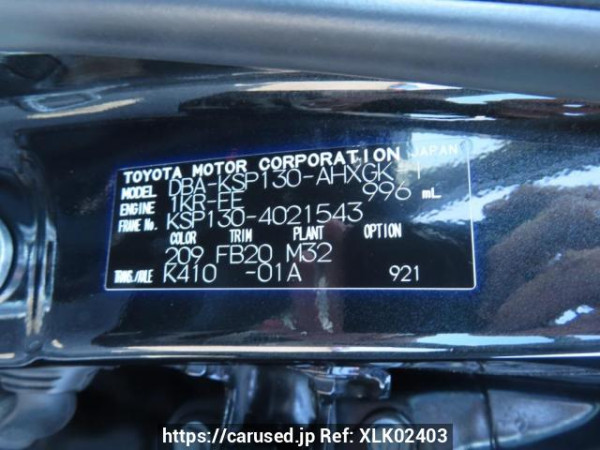 TOYOTA MOTOR CORPORATION JAPAN
MODEL DBA-KSP130-AHXGK
ENGINE 1KR-FE 996 mL
FRAME No. KSP130-4021543
COLOR TRIM PLANT OPTION
209 FB20 M32
TRANS./AXLE K410 -01A 921
https://carused.jp Ref: XLK02403